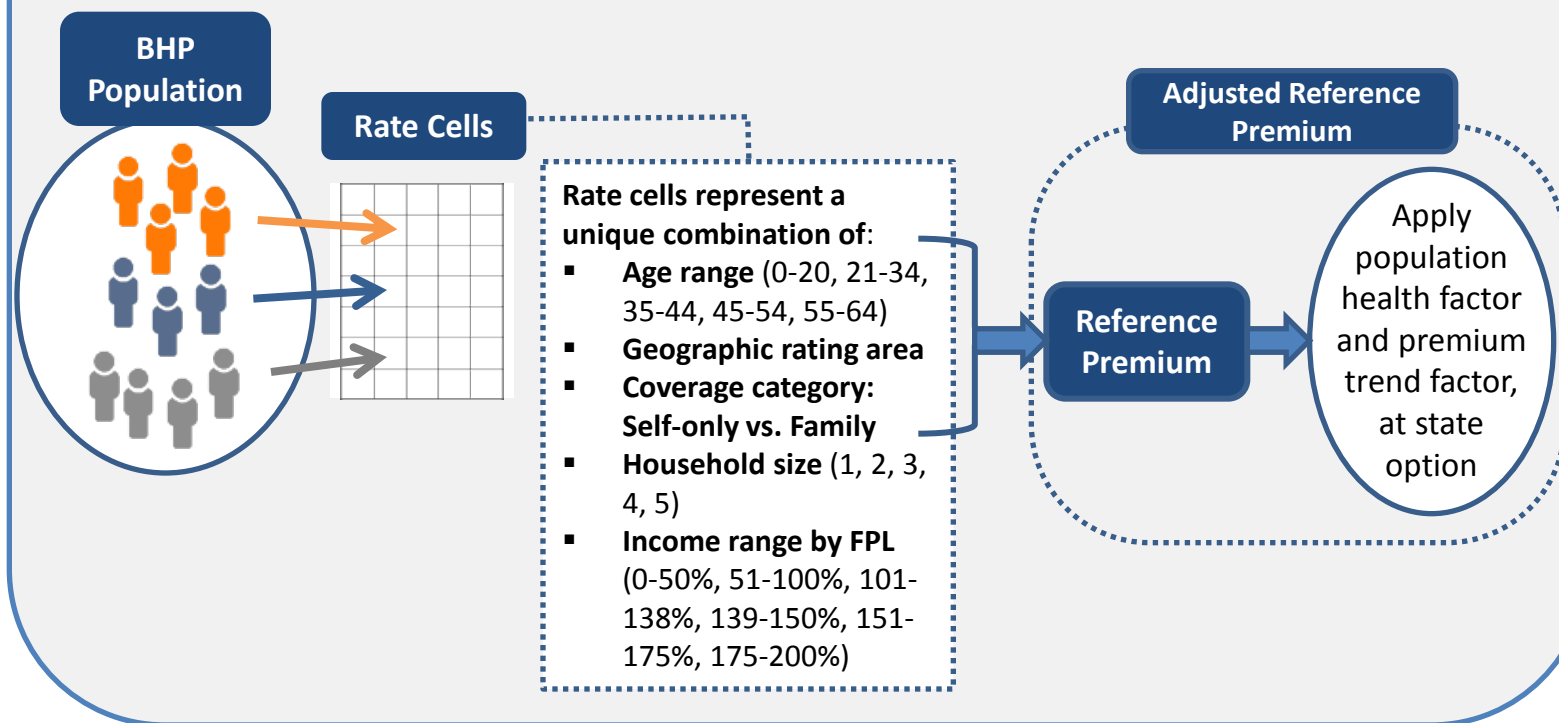 BHP
Population
Rate Cells
Rate cells represent a
unique combination of:
▪ Age range (0-20, 21-34,
35-44, 45-54, 55-64)
▪ Geographic rating area
▪ Coverage category:
Self-only vs. Family
▪ Household size (1, 2, 3,
4, 5)
▪ Income range by FPL
(0-50%, 51-100%, 101-
138%, 139-150%, 151-
175%, 175-200%)
Reference
Premium
Adjusted Reference
Premium
Apply
population
health factor
and premium
trend factor,
at state
option